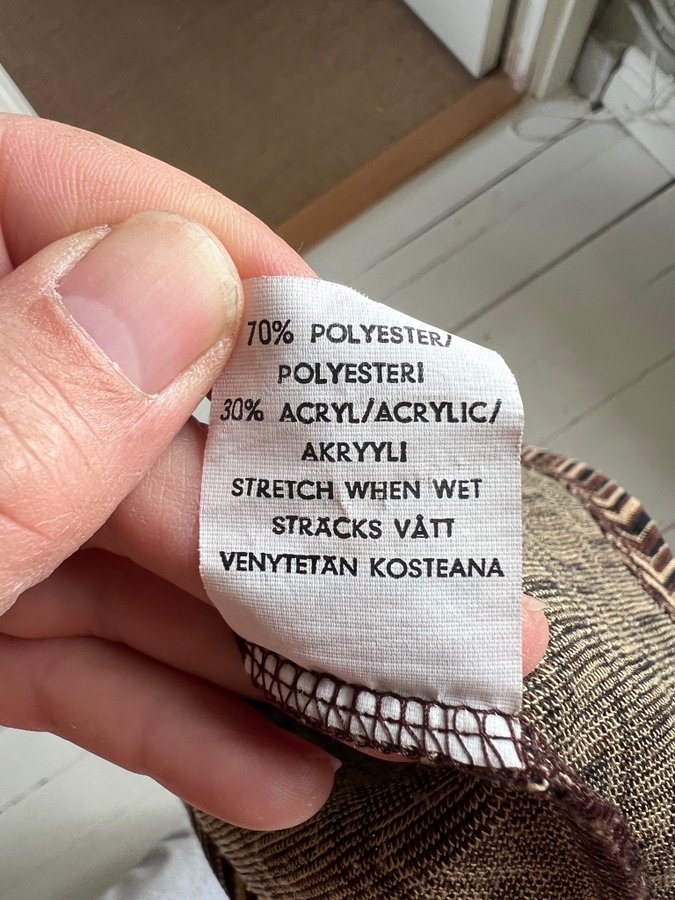 70% POLYESTER/
POLYESTERI
30% ACRYL/ACRYLIC/
AKRYYLI
STRETCH WHEN WET
STRÄCKS VÅTT
VENYTETÄN KOSTEANA